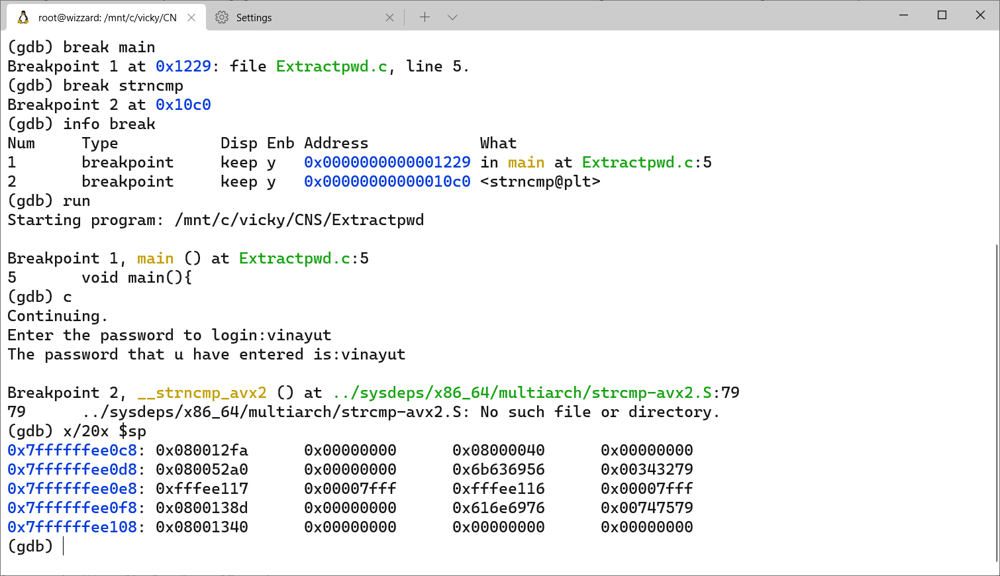 root@wizzard: /mnt/c/vicky/CN Settings
(gdb) break main
Breakpoint 1 at 0x1229: file Extractpwd.c, line 5.
(gdb) break strncmp
Breakpoint 2 at 0x10c0
(gdb) info break
Num     Type           Disp Enb Address            What
1       breakpoint     keep y   0x0000000000001229 in main at Extractpwd.c:5
2       breakpoint     keep y   0x00000000000010c0 <strncmp@plt>
(gdb) run
Starting program: /mnt/c/vicky/CNS/Extractpwd
Breakpoint 1, main () at Extractpwd.c:5
5       void main(){
(gdb) c
Continuing.
Enter the password to login:vinayut
The password that u have entered is:vinayut
Breakpoint 2, __strncmp_avx2 () at ../sysdeps/x86_64/multiarch/strcmp-avx2.S:79
79      ../sysdeps/x86_64/multiarch/strcmp-avx2.S: No such file or directory.
(gdb) x/20x $sp
0x7ffffffee0c8: 0x080012fa      0x00000000      0x08000040      0x00000000
0x7ffffffee0d8: 0x080052a0      0x00000000      0x6b636956      0x00343279
0x7ffffffee0e8: 0xfffee117      0x00007fff      0xfffee116      0x00007fff
0x7ffffffee0f8: 0x0800138d      0x00000000      0x616e6976      0x00747579
0x7ffffffee108: 0x08001340      0x00000000      0x00000000      0x00000000
(gdb)